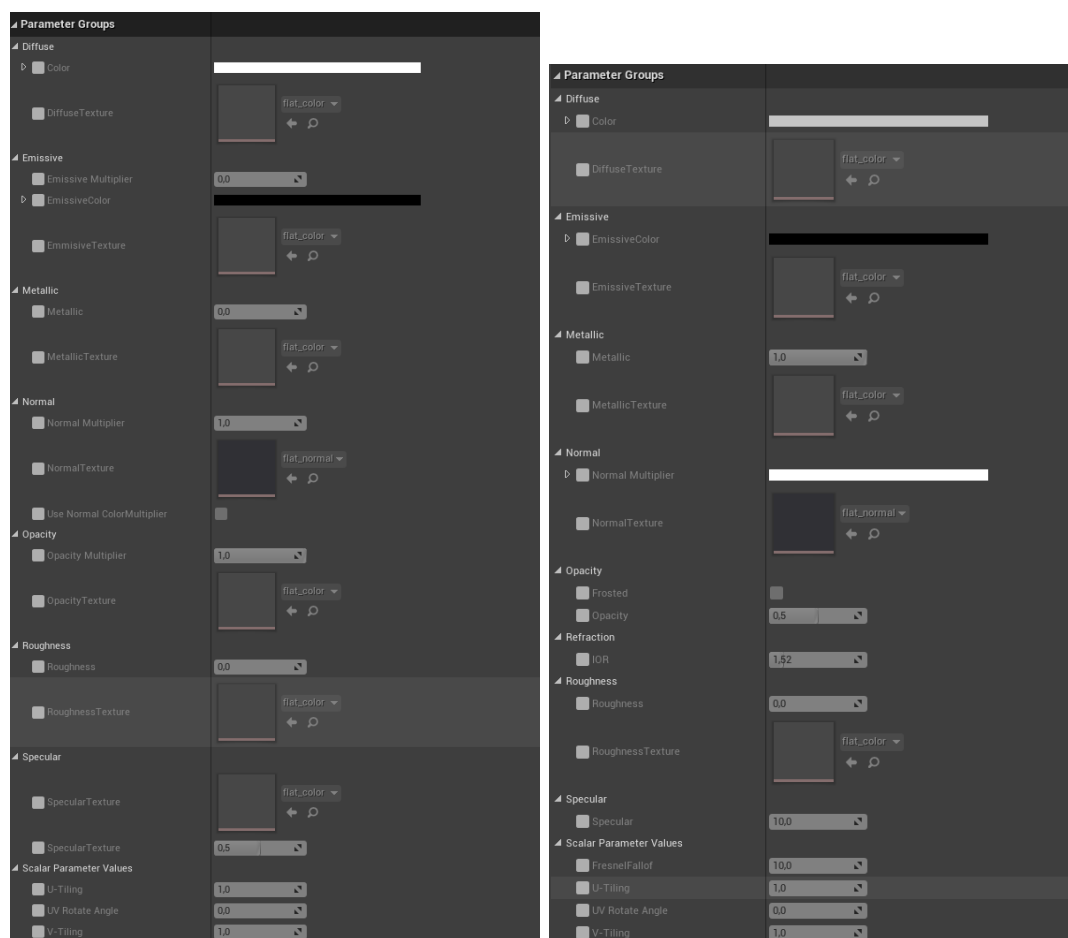 Parameter Groups
Diffuse
Color
DiffuseTexture
flat_color
Emissive
Emissive Multiplier
0,0
EmissiveColor
EmmisiveTexture
flat_color
Metallic
Metallic
0,0
MetallicTexture
flat_color
Normal
Normal Multiplier
1,0
NormalTexture
flat_normal
Use Normal ColorMultiplier
Opacity
Opacity Multiplier
1,0
OpacityTexture
flat_color
Roughness
Roughness
0,0
RoughnessTexture
flat_color
Specular
SpecularTexture
flat_color
SpecularTexture
0,5
Scalar Parameter Values
U-Tiling
1,0
UV Rotate Angle
0,0
V-Tiling
1,0
Parameter Groups
Diffuse
Color
DiffuseTexture
flat_color
Emissive
EmissiveColor
EmissiveTexture
flat_color
Metallic
Metallic
1,0
MetallicTexture
flat_color
Normal
Normal Multiplier
NormalTexture
flat_normal
Opacity
Frosted
Opacity
0,5
Refraction
IOR
1,52
Roughness
Roughness
0,0
RoughnessTexture
flat_color
Specular
Specular
10,0
Scalar Parameter Values
FresnelFallof
10,0
U-Tiling
1,0
UV Rotate Angle
0,0
V-Tiling
1,0